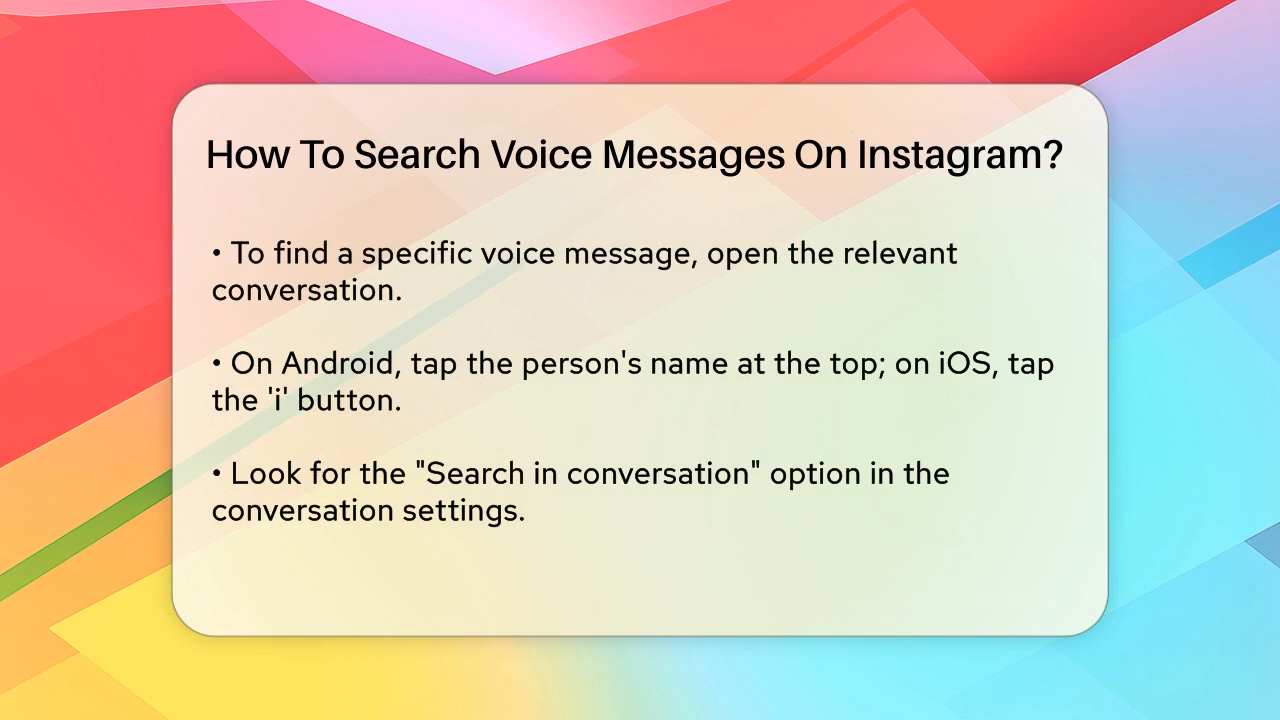 How To Search Voice Messages On Instagram?
• To find a specific voice message, open the relevant
conversation.
• On Android, tap the person's name at the top; on iOS, tap
the 'i' button.
• Look for the "Search in conversation" option in the
conversation settings.